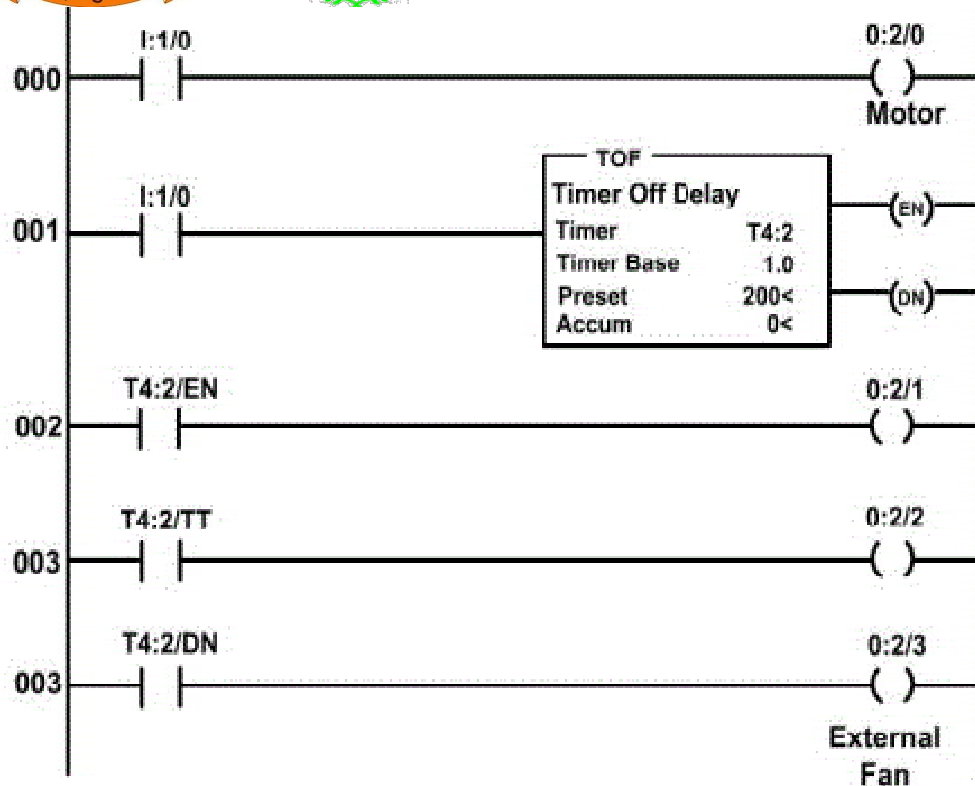 I:1/0
0:2/0
000
Motor
TOF
I:1/0
Timer Off Delay
EN
001
Timer T4:2
Timer Base 1.0
Preset 200<
DN
Accum 0<
T4:2/EN
0:2/1
002
T4:2/TT
0:2/2
003
T4:2/DN
0:2/3
003
External
Fan